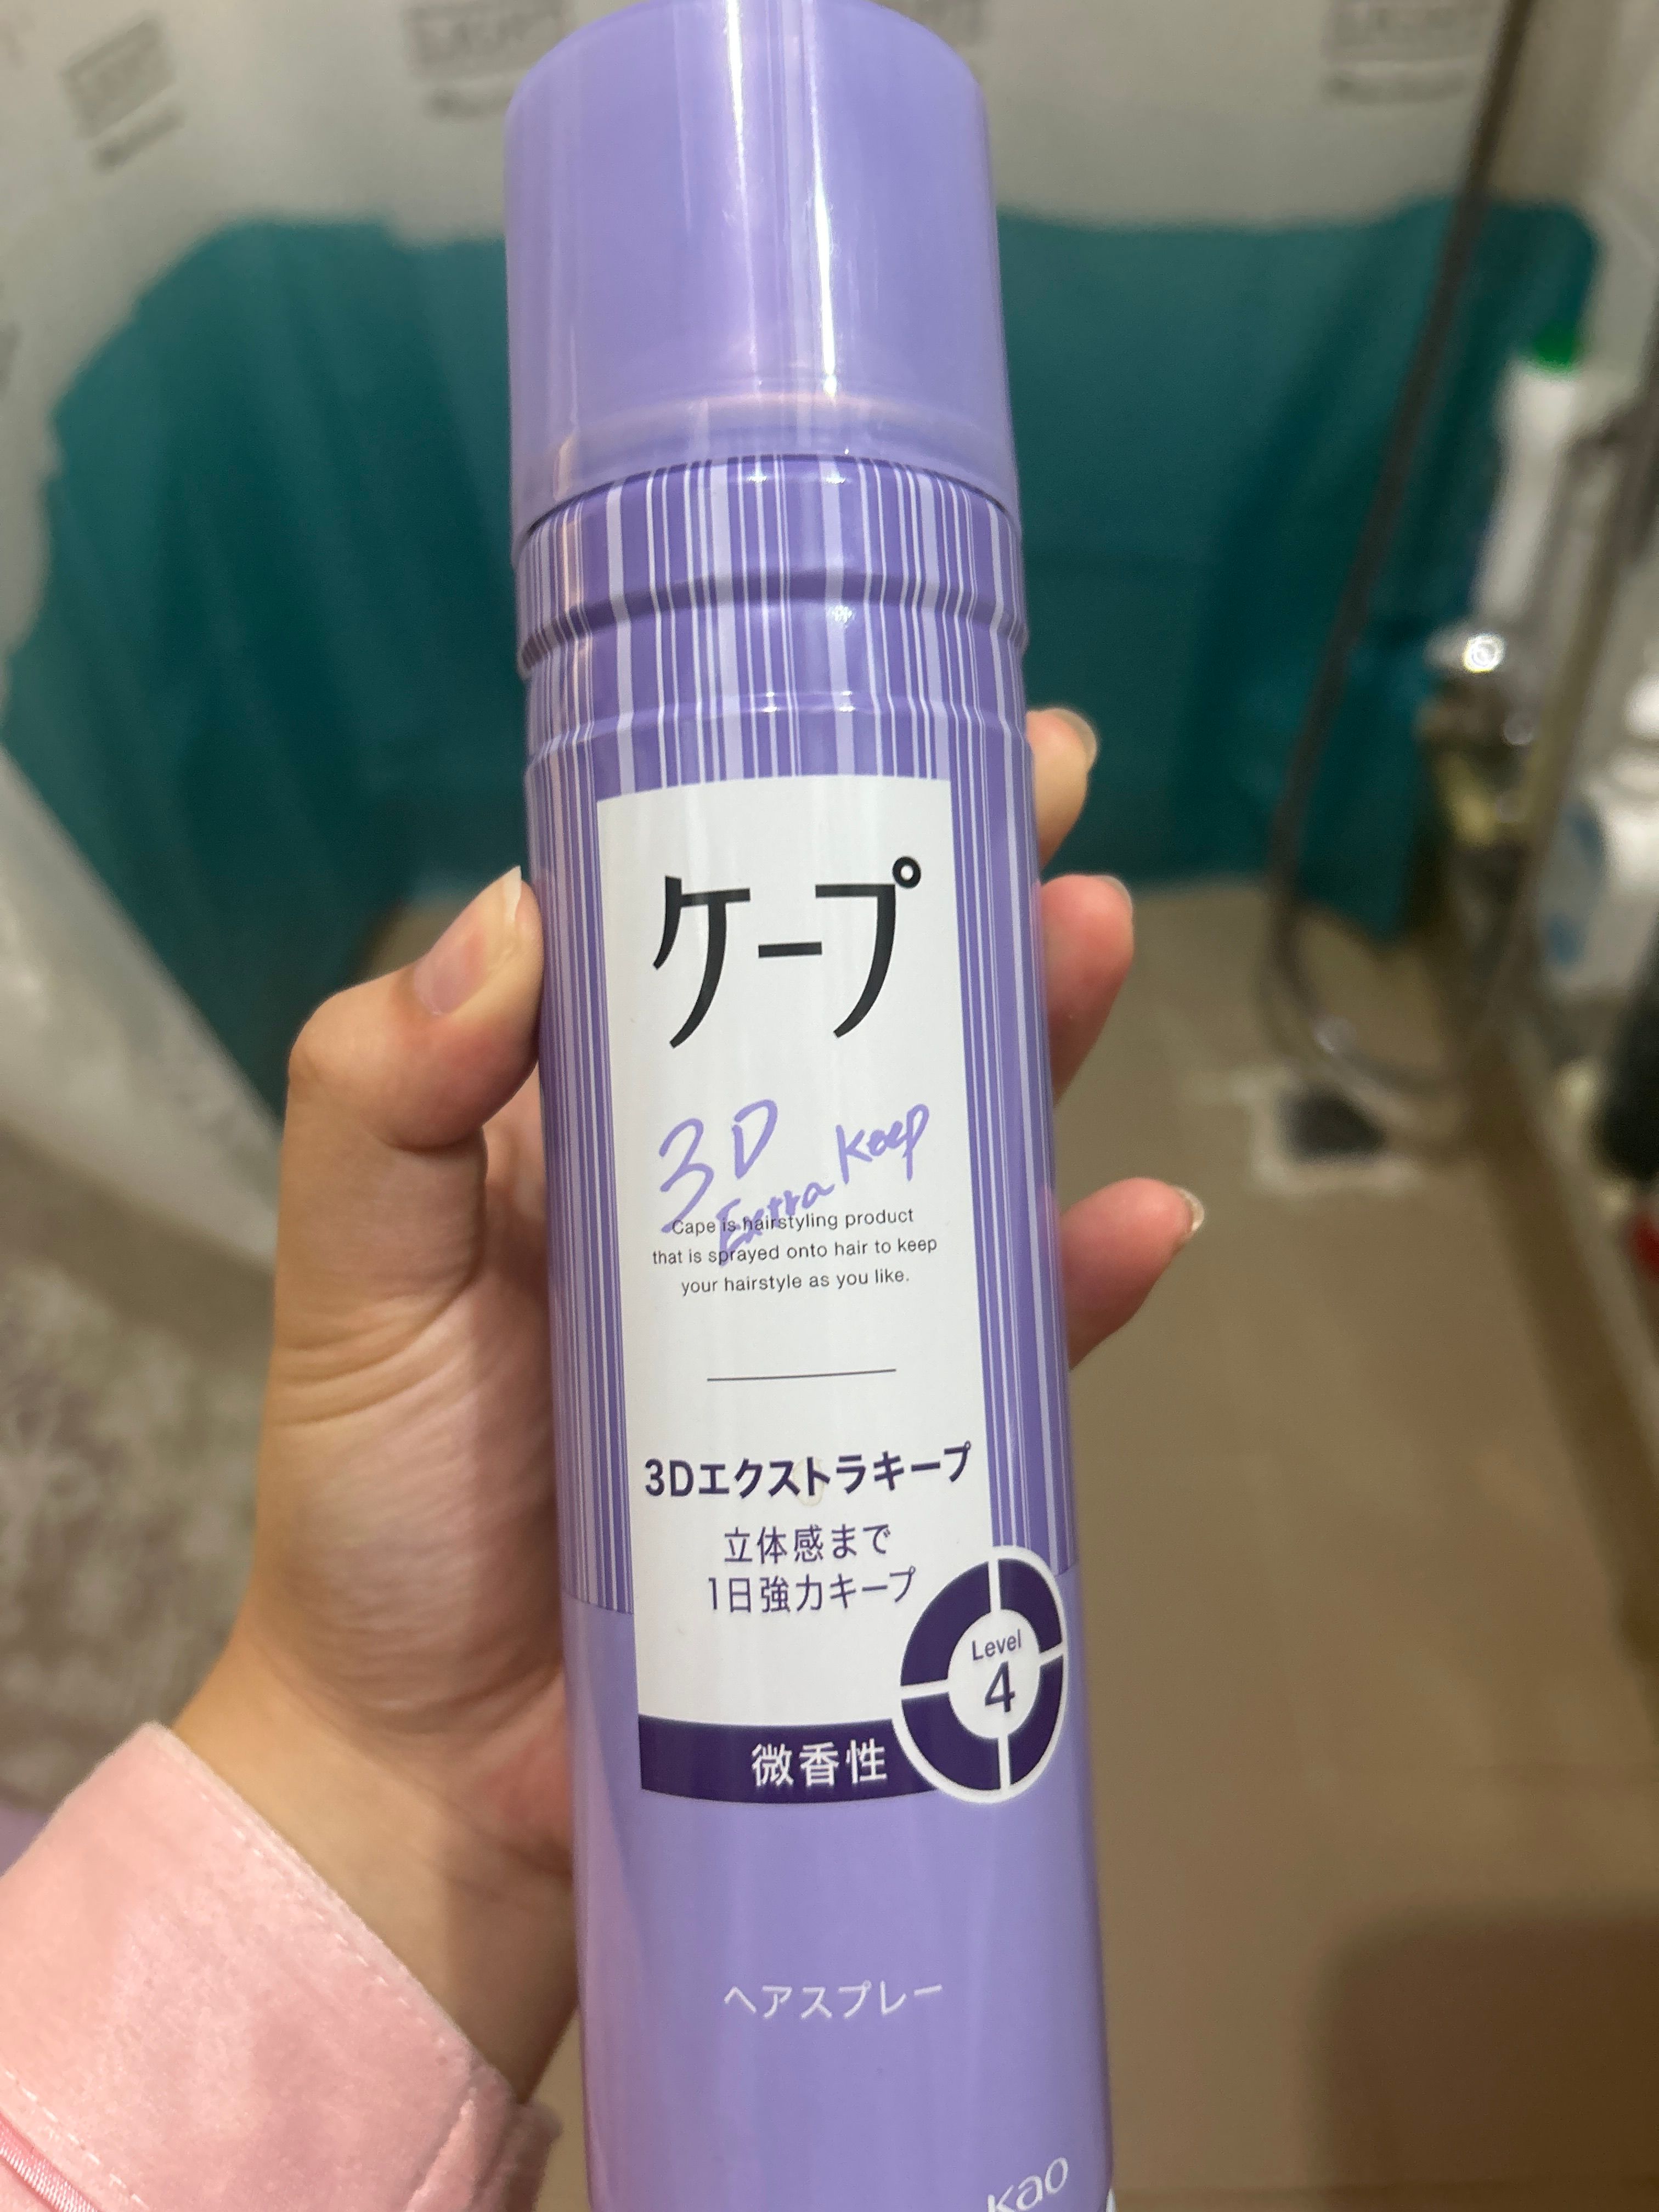 ケープ
3D
Extra Keep
Cape is hairstyling product
that is sprayed onto hair to keep
your hairstyle as you like.
3Dエクストラキープ
立体感まで
1日強力キープ
Level
4
微香性
ヘアスプレー
kao